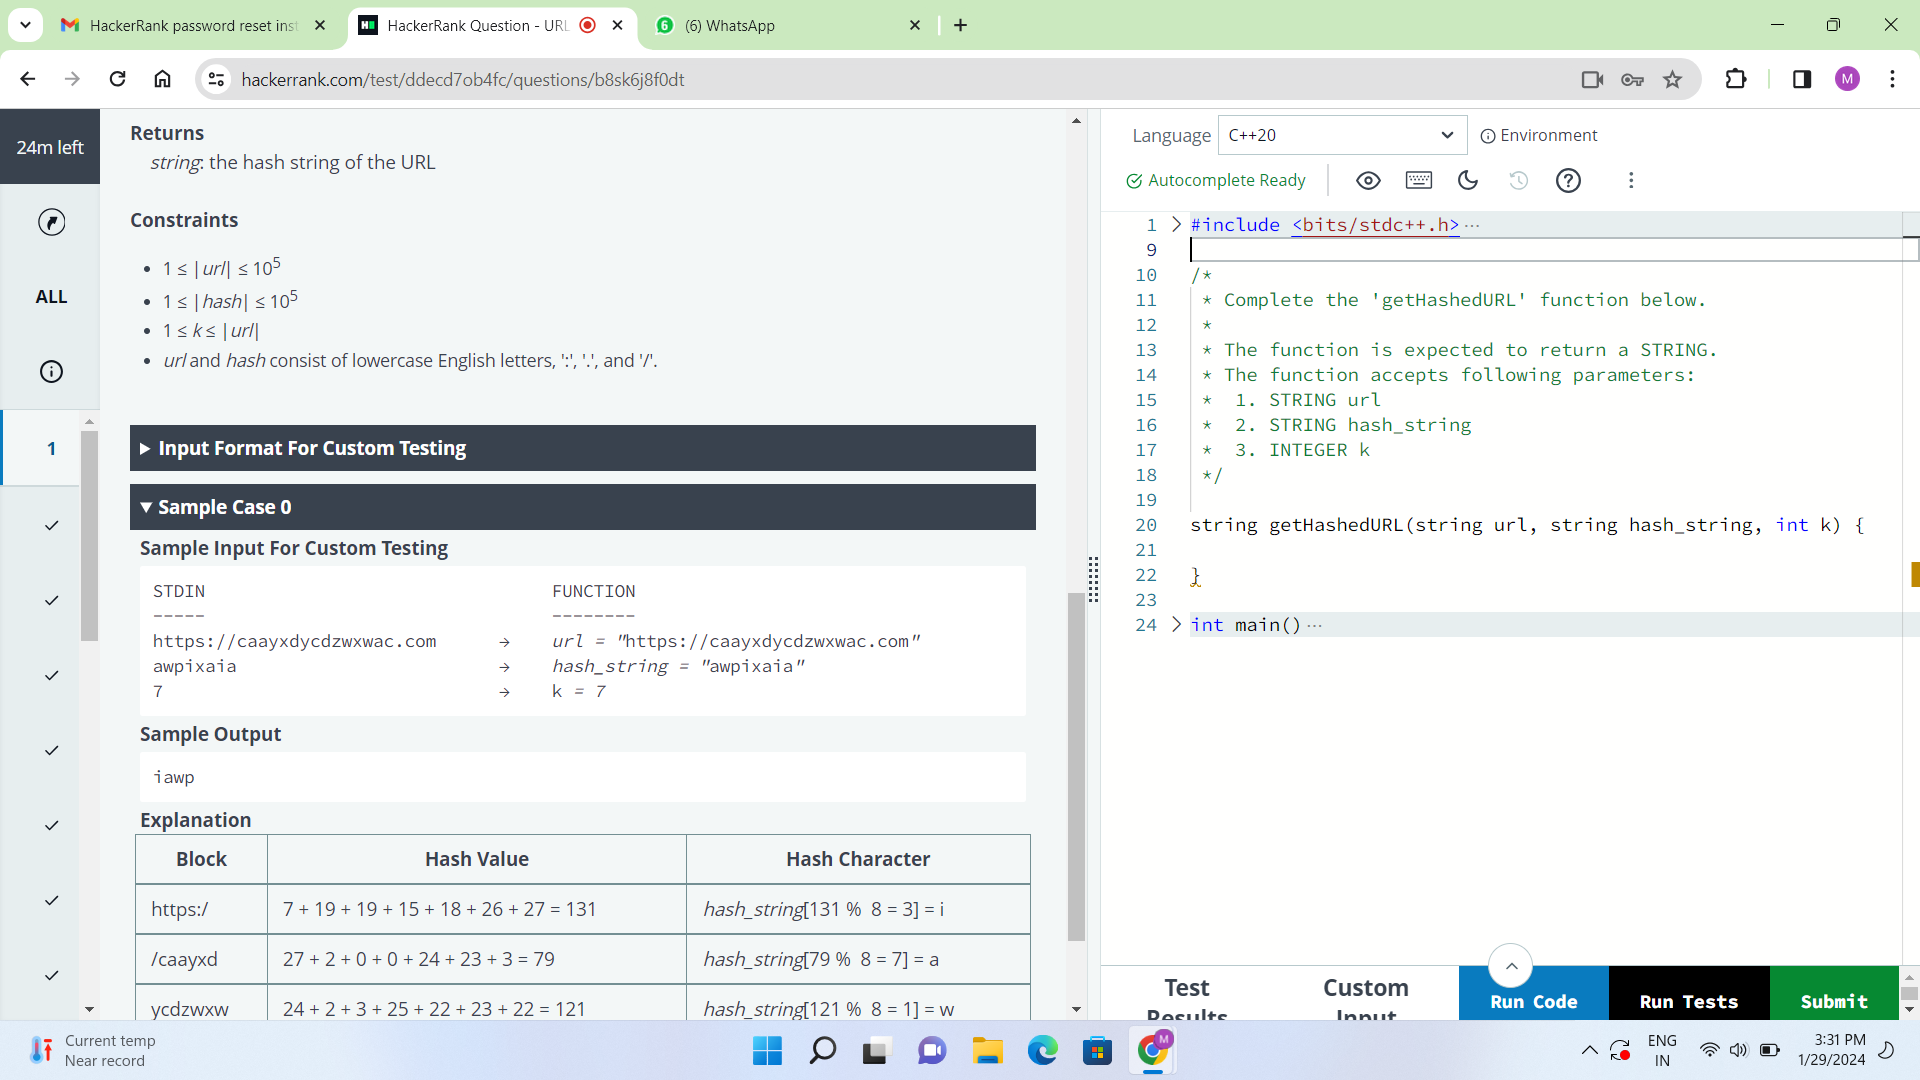 HackerRank password reset inst
HackerRank Question - URL
6
(6) WhatsApp
hackerrank.com/test/ddecd7ob4fc/questions/b8sk6j8f0dt
M
24m left
ALL
1
Returns
string: the hash string of the URL
Constraints
• 1 ≤ |url| ≤ 10^5
• 1 ≤ |hash| ≤ 10^5
• 1 ≤ k ≤ |url|
• url and hash consist of lowercase English letters, ':', '.', and '/'.
Input Format For Custom Testing
Sample Case 0
Sample Input For Custom Testing
STDIN FUNCTION
----- --------
https://caayxdycdzwxwac.com → url = "https://caayxdycdzwxwac.com"
awpixaia → hash_string = "awpixaia"
7 → k = 7
Sample Output
iawp
Explanation
Block Hash Value Hash Character
https:/ 7 + 19 + 19 + 15 + 18 + 26 + 27 = 131 hash_string[131 % 8 = 3] = i
/caayxd 27 + 2 + 0 + 0 + 24 + 23 + 3 = 79 hash_string[79 % 8 = 7] = a
ycdzwxw 24 + 2 + 3 + 25 + 22 + 23 + 22 = 121 hash_string[121 % 8 = 1] = w
Language C++20 Environment
Autocomplete Ready
1 #include <bits/stdc++.h>···
9
10 /*
11 * Complete the 'getHashedURL' function below.
12 *
13 * The function is expected to return a STRING.
14 * The function accepts following parameters:
15 * 1. STRING url
16 * 2. STRING hash_string
17 * 3. INTEGER k
18 */
19
20 string getHashedURL(string url, string hash_string, int k) {
21
22 }
23
24 int main()···
Test Results
Custom Input
Run Code
Run Tests
Submit
Current temp
Near record
M
ENG
IN
3:31 PM
1/29/2024